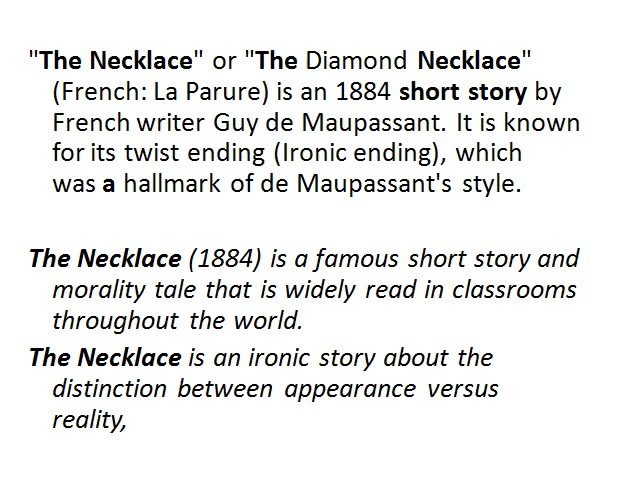 "The Necklace" or "The Diamond Necklace"
(French: La Parure) is an 1884 short story by
French writer Guy de Maupassant. It is known
for its twist ending (Ironic ending), which
was a hallmark of de Maupassant's style.
The Necklace (1884) is a famous short story and
morality tale that is widely read in classrooms
throughout the world.
The Necklace is an ironic story about the
distinction between appearance versus
reality,